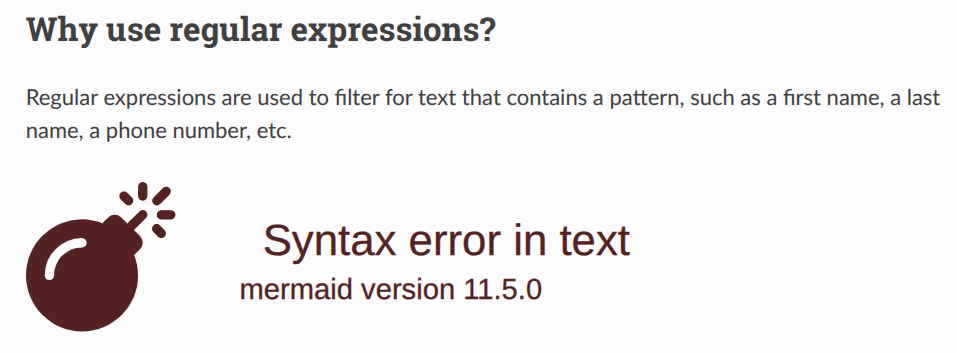 Why use regular expressions?
Regular expressions are used to filter for text that contains a pattern, such as a first name, a last
name, a phone number, etc.
Syntax error in text
mermaid version 11.5.0